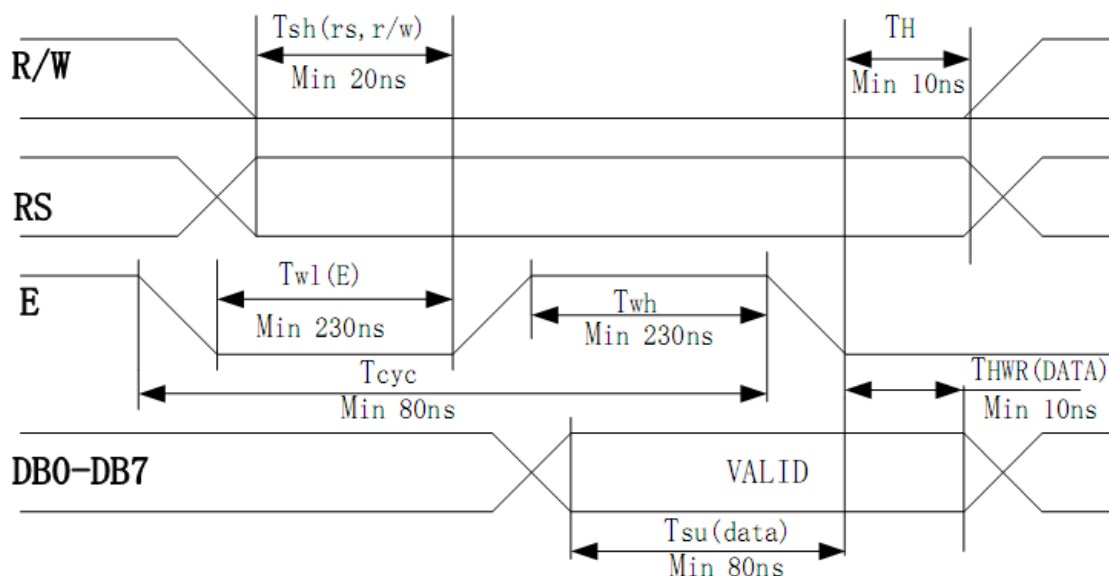 Tsh(rs,r/w)
TH
R/W
Min 20ns
Min 10ns
RS
Twl(E)
Twh
E
Min 230ns
Min 230ns
Tcyc
THWR(DATA)
Min 80ns
Min 10ns
DB0-DB7
VALID
Tsu(data)
Min 80ns